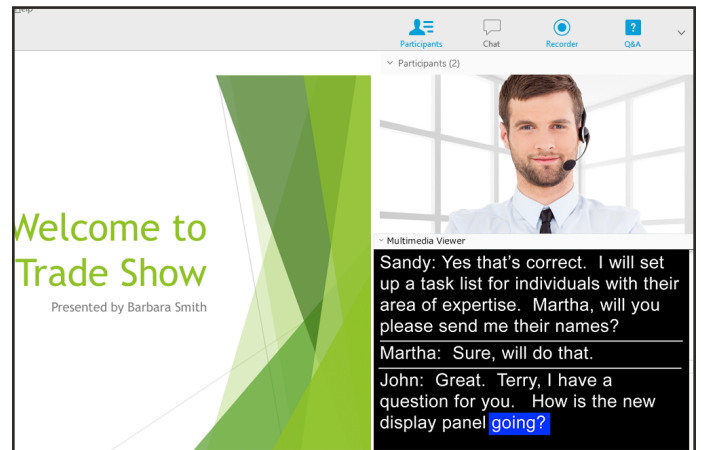 Help
Participants
Chat
Recorder
?
Q&A
Participants (2)
Welcome to
Trade Show
Presented by Barbara Smith
Multimedia Viewer
Sandy: Yes that's correct. I will set
up a task list for individuals with their
area of expertise. Martha, will you
please send me their names?
Martha: Sure, will do that.
John: Great. Terry, I have a
question for you. How is the new
display panel going?